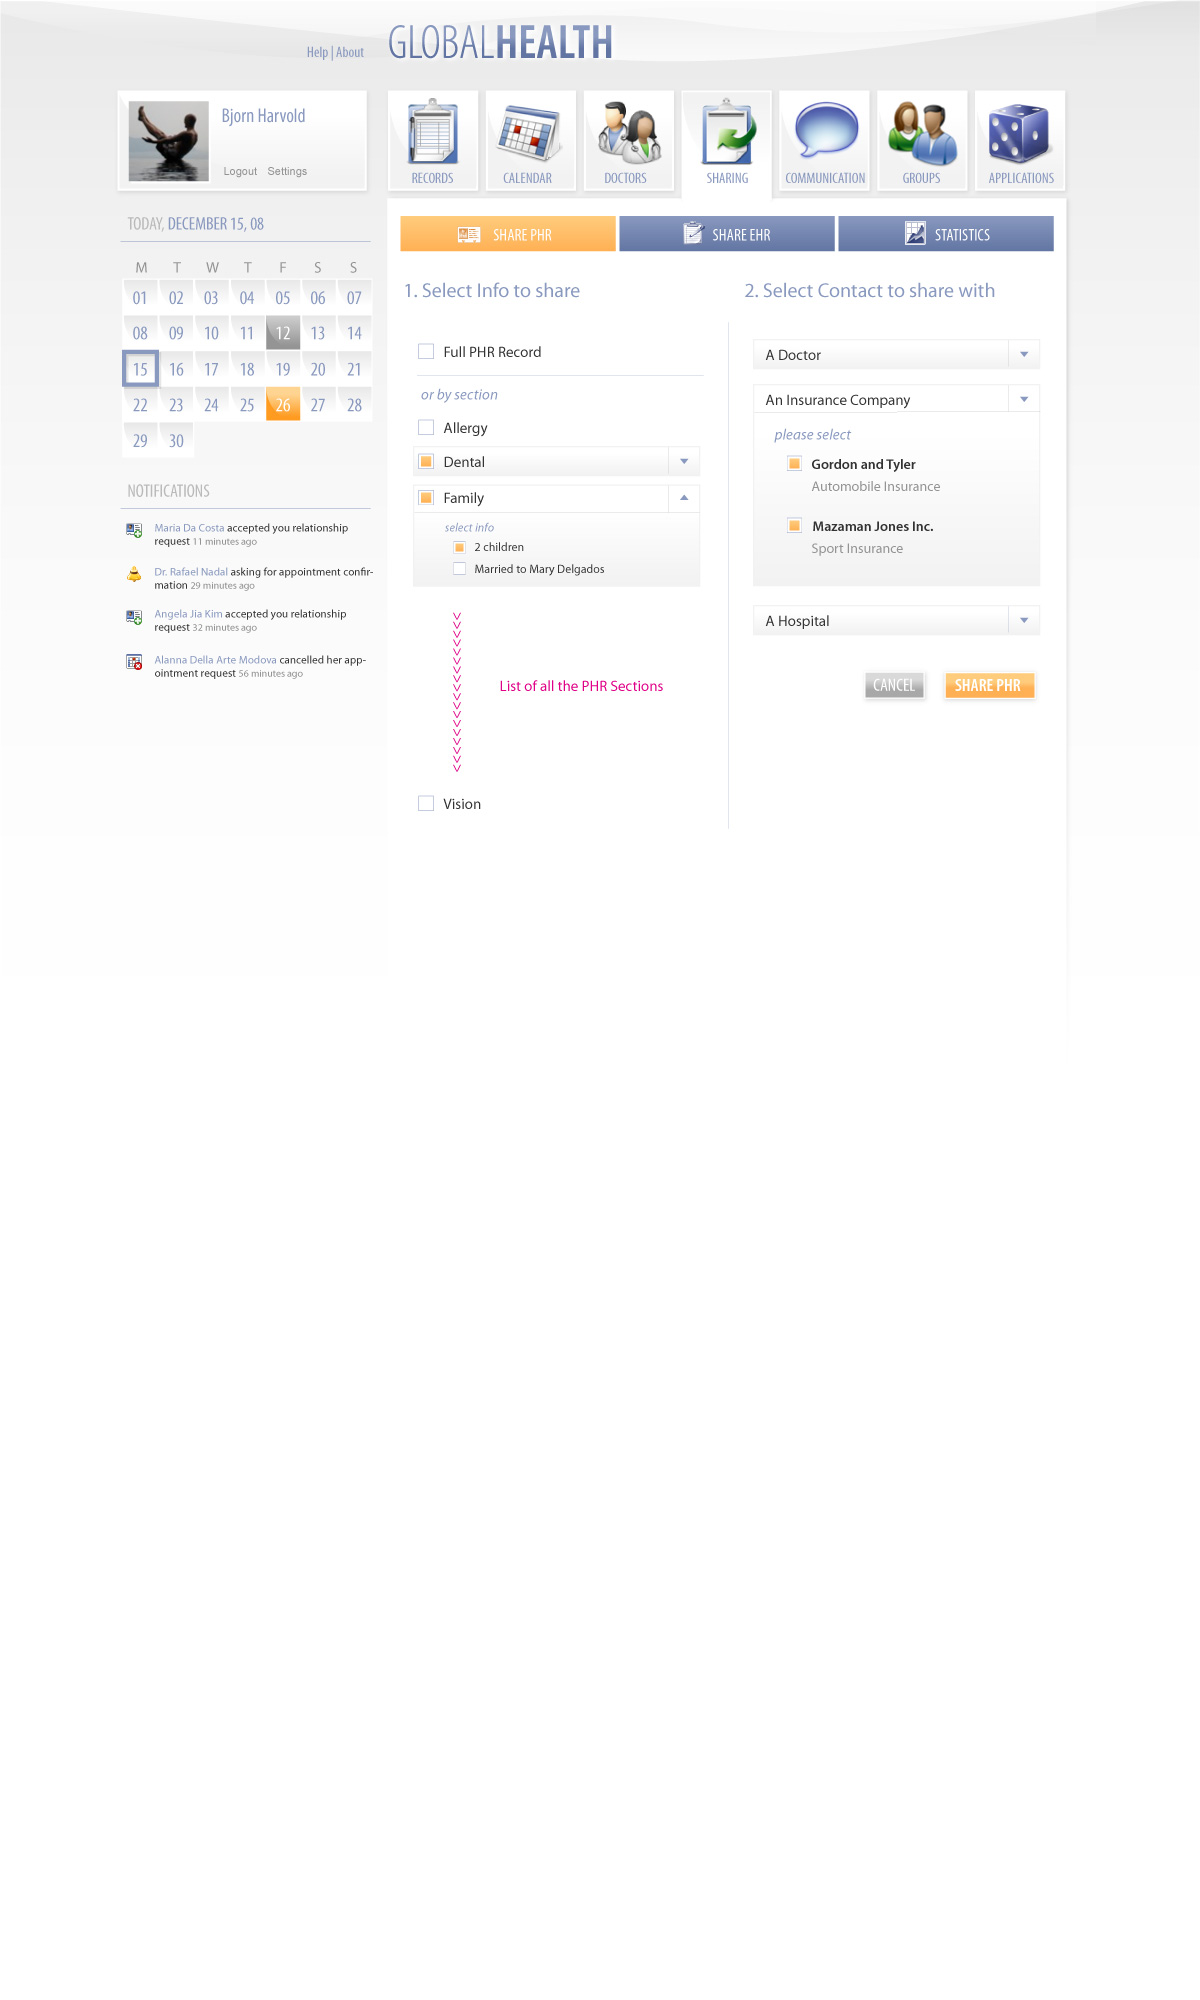 Help | About
GLOBALHEALTH
Bjorn Harvold
Logout Settings
RECORDS
CALENDAR
DOCTORS
SHARING
COMMUNICATION
GROUPS
APPLICATIONS
TODAY, DECEMBER 15, 08
M T W T F S S
01 02 03 04 05 06 07
08 09 10 11 12 13 14
15 16 17 18 19 20 21
22 23 24 25 26 27 28
29 30
NOTIFICATIONS
Maria Da Costa accepted you relationship
request 11 minutes ago
Dr. Rafael Nadal asking for appointment confir-
mation 29 minutes ago
Angela Jia Kim accepted you relationship
request 32 minutes ago
Alanna Della Arte Modova cancelled her app-
ointment request 56 minutes ago
SHARE PHR
SHARE EHR
STATISTICS
1. Select Info to share
Full PHR Record
or by section
Allergy
Dental
Family
select info
2 children
Married to Mary Delgados
List of all the PHR Sections
Vision
2. Select Contact to share with
A Doctor
An Insurance Company
please select
Gordon and Tyler
Automobile Insurance
Mazaman Jones Inc.
Sport Insurance
A Hospital
CANCEL
SHARE PHR